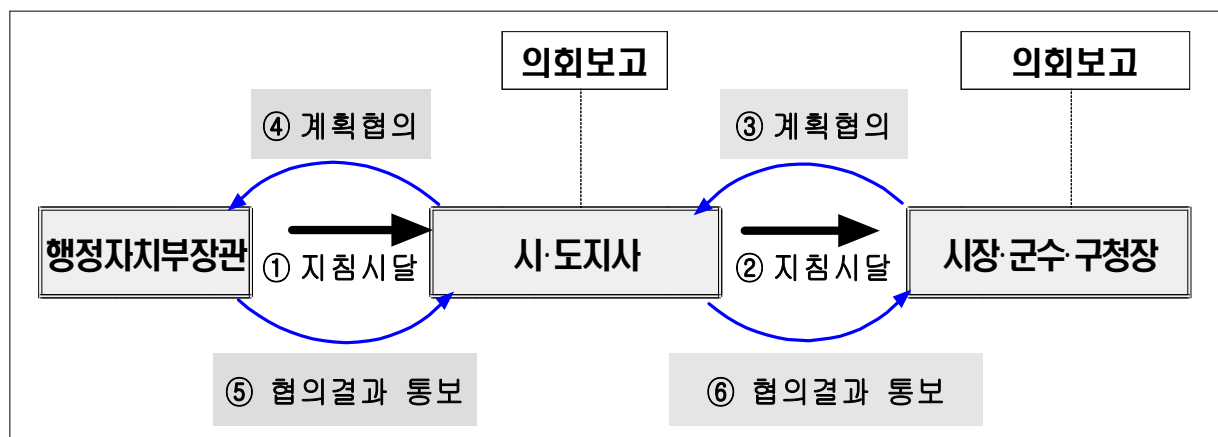 의회보고
의회보고
④ 계획협의
③ 계획협의
행정자치부장관
① 지침시달
시·도지사
② 지침시달
시장·군수·구청장
⑤ 협의결과 통보
⑥ 협의결과 통보